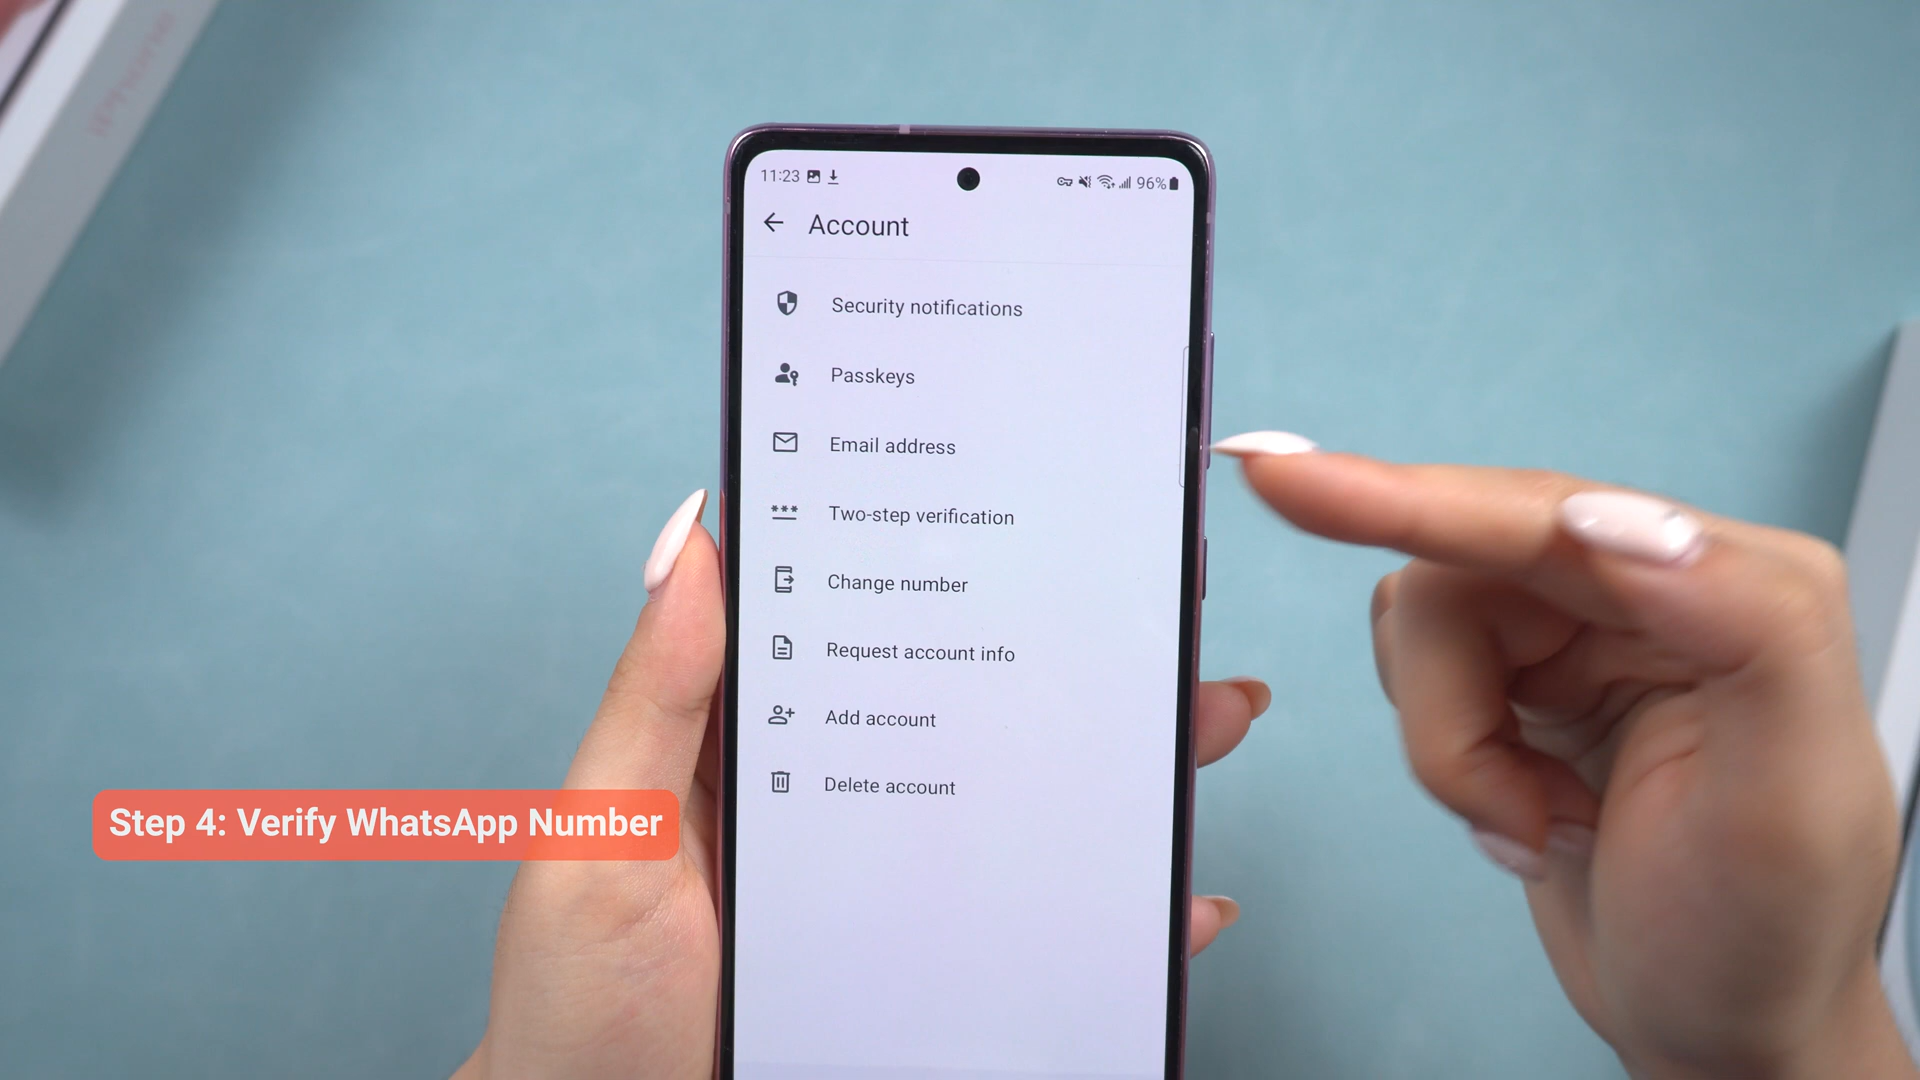 iPhone
11:23
96%
Account
Security notifications
Passkeys
Email address
Two-step verification
Change number
Request account info
Add account
Delete account
Step 4: Verify WhatsApp Number